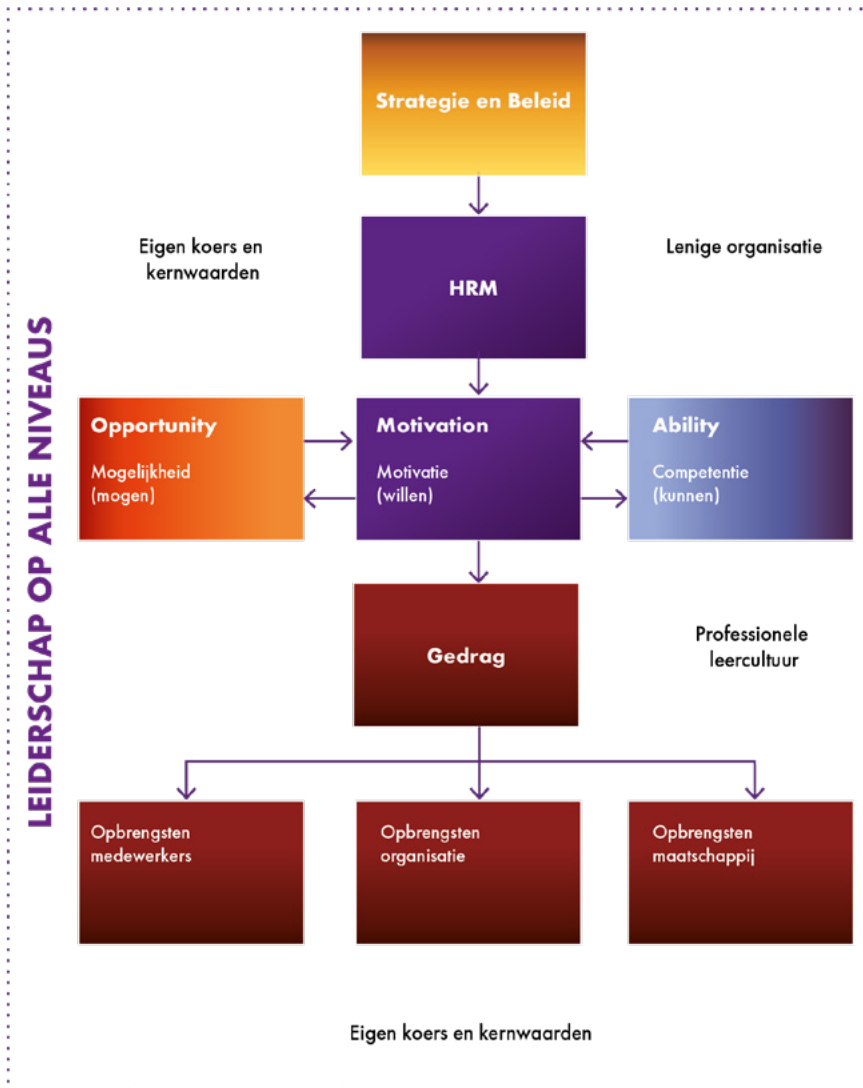 Strategie en Beleid
Eigen koers en
kernwaarden
Lenige organisatie
HRM
LEIDERSCHAP OP ALLE NIVEAUS
Opportunity
Mogelijkheid
(mogen)
Motivation
Motivatie
(willen)
Ability
Competentie
(kunnen)
Gedrag
Professionele
leercultuur
Opbrengsten
medewerkers
Opbrengsten
organisatie
Opbrengsten
maatschappij
Eigen koers en kernwaarden